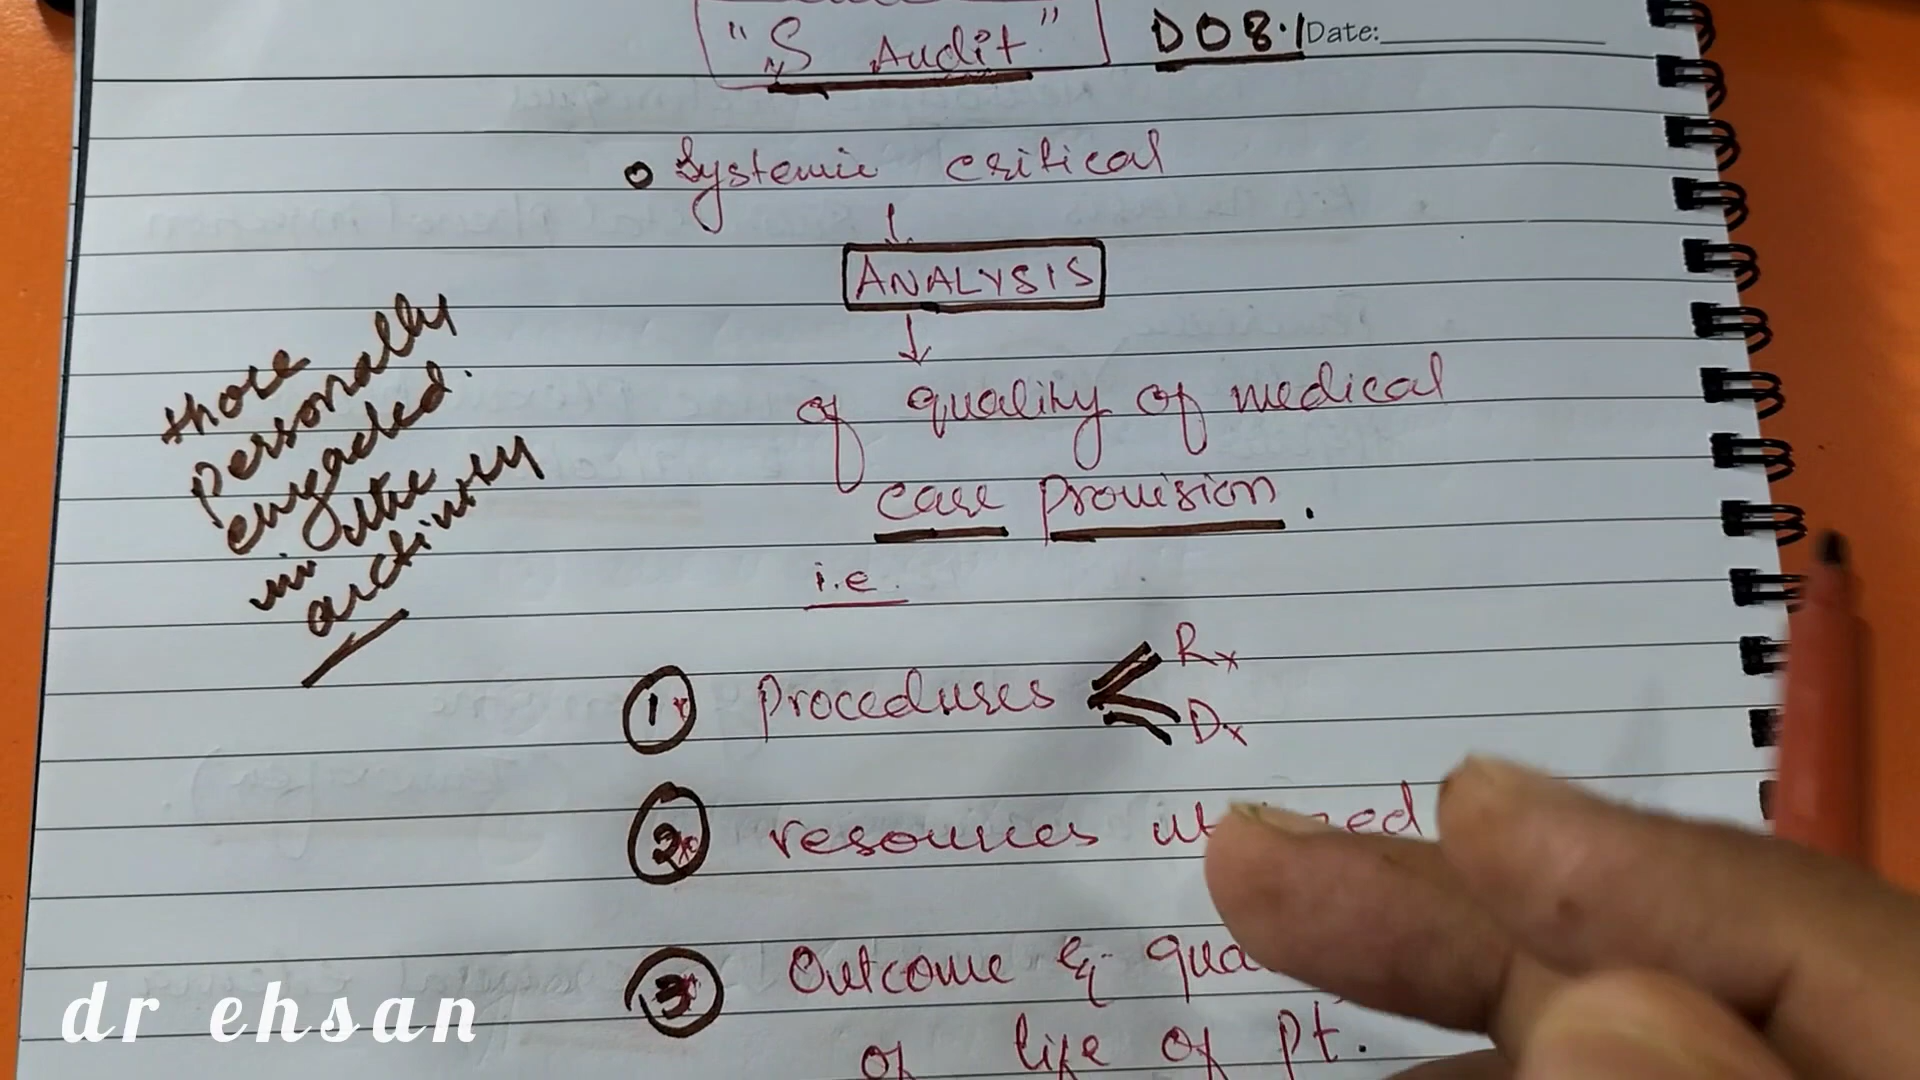 "S Audit"
DO8.1
Date:
Systemic critical
ANALYSIS
of quality of medical
care provision.
i.e
those
personally
engaded.
in the
activity
1 procedures
Rx
Dx
2 resources
3 Outcome &
of life of pt.
dr ehsan